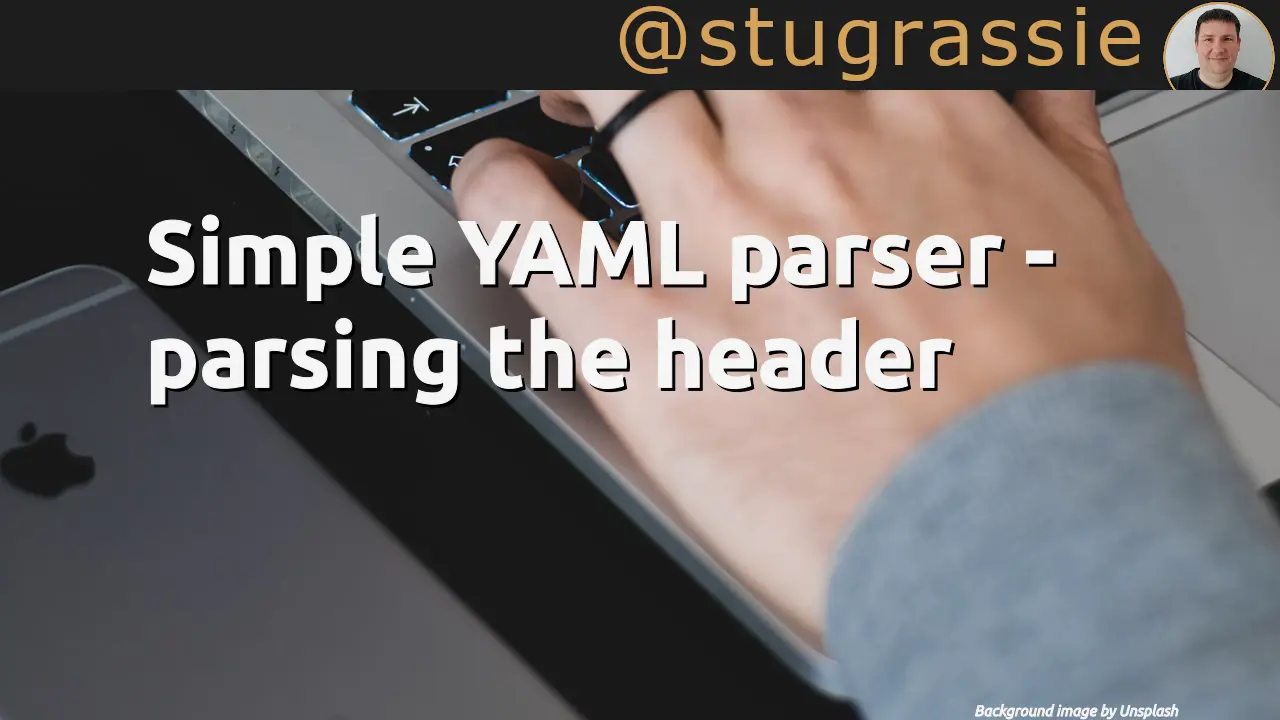 @stugrassie
Simple YAML parser -
parsing the header
Background image by Unsplash